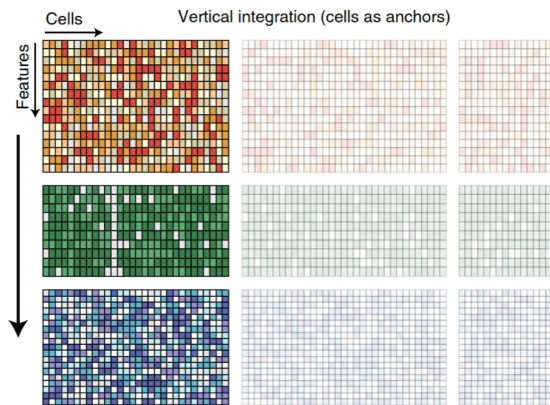 Cells
Vertical integration (cells as anchors)
Features